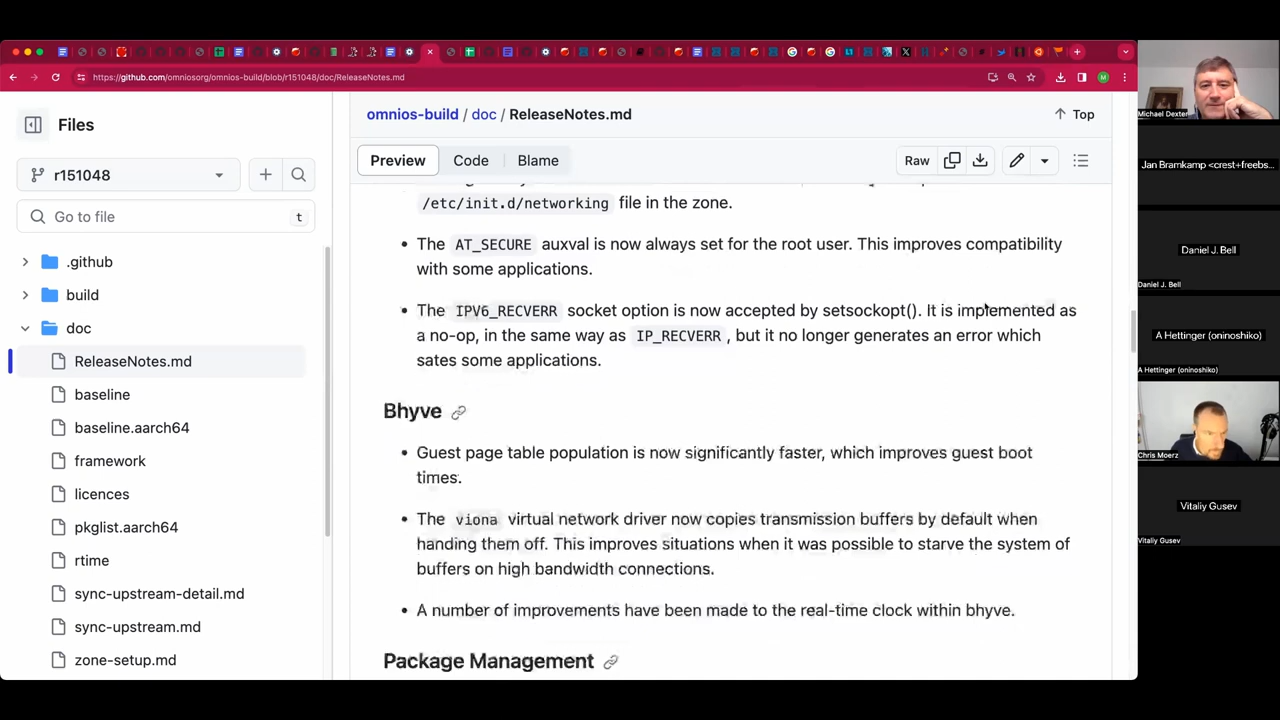 https://github.com/omniosorg/omnios-build/blob/r151048/doc/ReleaseNotes.md
M
Files
omnios-build / doc / ReleaseNotes.md
Top
Preview
Code
Blame
Raw
r151048
Go to file
t
.github
build
doc
ReleaseNotes.md
baseline
baseline.aarch64
framework
licences
pkglist.aarch64
rtime
sync-upstream-detail.md
sync-upstream.md
zone-setup.md
/etc/init.d/networking file in the zone.
• The AT_SECURE auxval is now always set for the root user. This improves compatibility
with some applications.
• The IPV6_RECVERR socket option is now accepted by setsockopt(). It is implemented as
a no-op, in the same way as IP_RECVERR, but it no longer generates an error which
sates some applications.
Bhyve
• Guest page table population is now significantly faster, which improves guest boot
times.
• The viona virtual network driver now copies transmission buffers by default when
handing them off. This improves situations when it was possible to starve the system of
buffers on high bandwidth connections.
• A number of improvements have been made to the real-time clock within bhyve.
Package Management
Michael Dexter
Jan Bramkamp <crest+freebs...
Daniel J. Bell
Daniel J. Bell
A Hettinger (oninoshiko)
A Hettinger (oninoshiko)
Chris Moerz
Vitaliy Gusev
Vitaliy Gusev